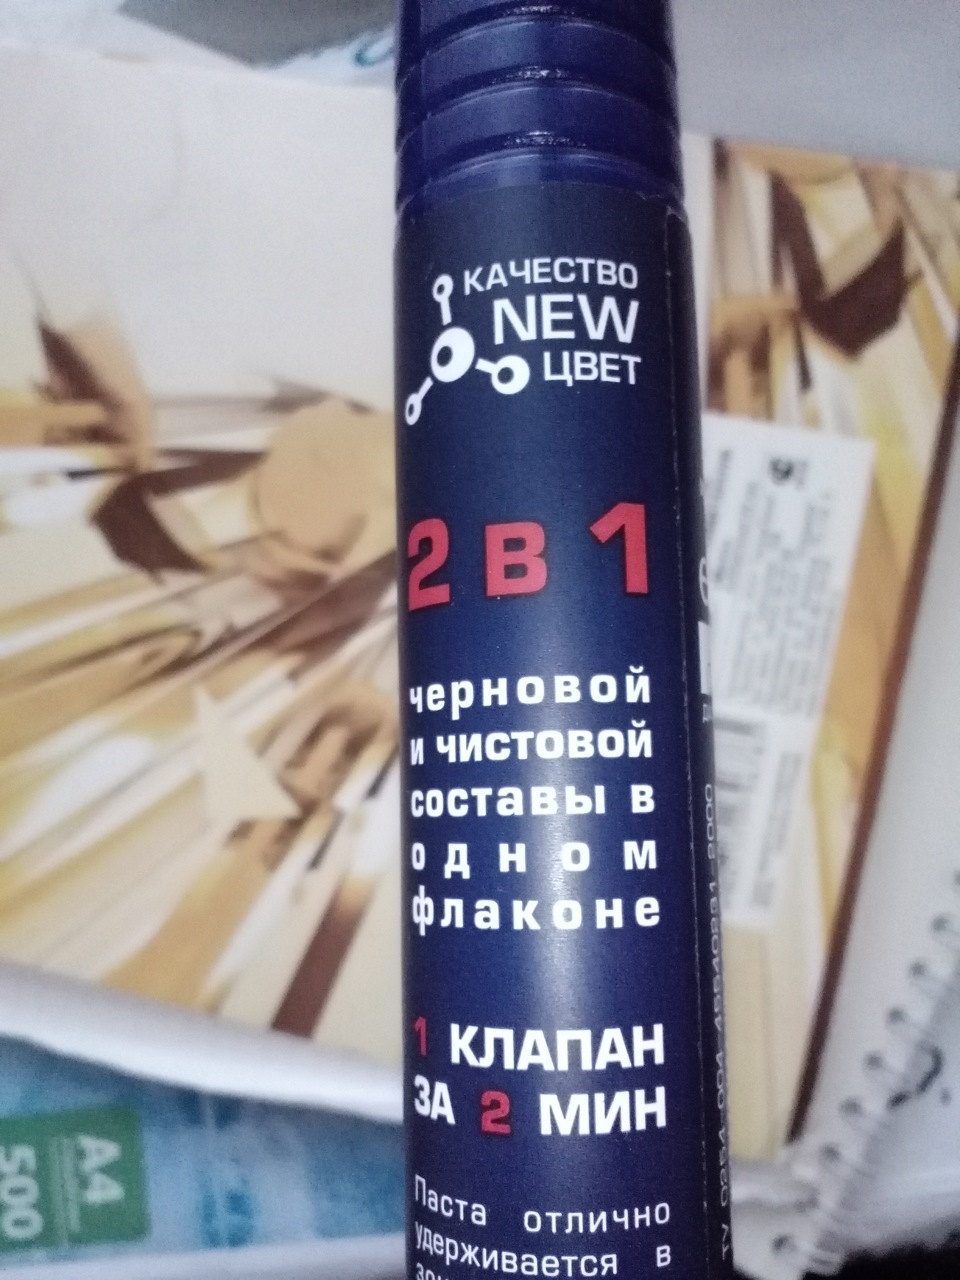 КАЧЕСТВО
NEW
ЦВЕТ
2 В 1
черновой
и чистовой
составы в
одном
флаконе
1 КЛАПАН
ЗА 2 МИН
Паста отлично
удерживается в
A4
500